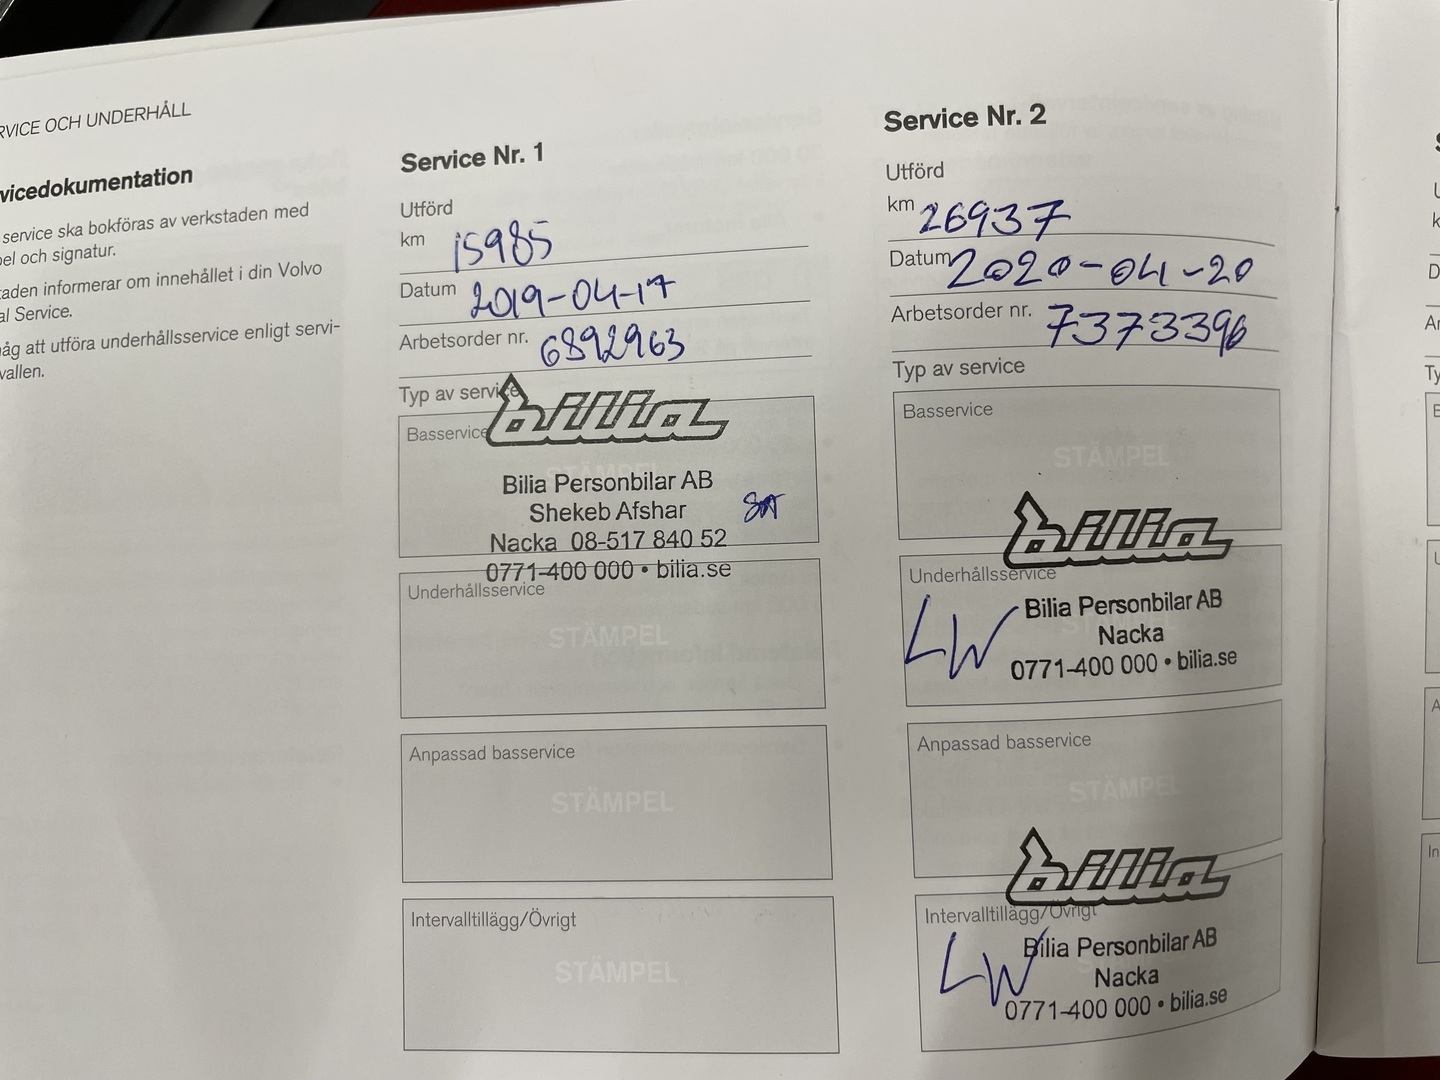 RVICE OCH UNDERHÅLL
vicedokumentation
service ska bokföras av verkstaden med
pel och signatur.
taden informerar om innehållet i din Volvo
al Service.
åg att utföra underhållsservice enligt servi-
vallen.
Service Nr. 1
Utförd
km 15985
Datum 2019-04-17
Arbetsorder nr. 6892963
Typ av service
bilia
Basservice
STÄMPEL
Bilia Personbilar AB
Shekeb Afshar
SA
Nacka 08-517 840 52
0771-400 000 • bilia.se
Underhållsservice
STÄMPEL
Anpassad basservice
STÄMPEL
Intervalltillägg/Övrigt
STÄMPEL
Service Nr. 2
Utförd
km 26937
Datum 2020-04-20
Arbetsorder nr. 7373396
Typ av service
Basservice
STÄMPEL
bilia
Underhållsservice
LW
Bilia Personbilar AB
Nacka
0771-400 000 • bilia.se
Anpassad basservice
STÄMPEL
bilia
Intervalltillägg/Övrigt
LW
Bilia Personbilar AB
Nacka
0771-400 000 • bilia.se